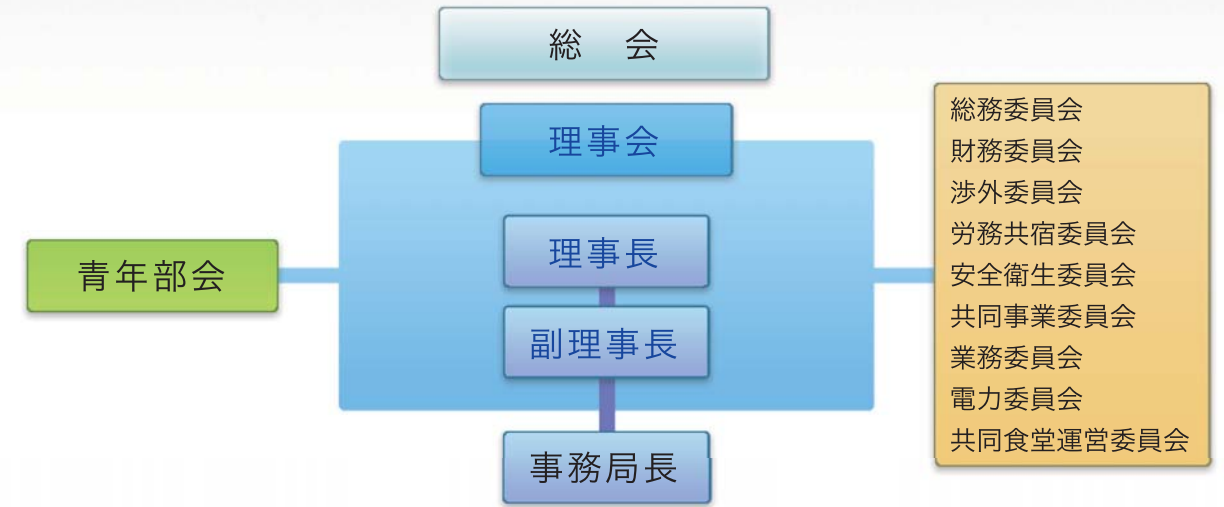 総　会
理事会
理事長
副理事長
事務局長
青年部会
総務委員会
財務委員会
渉外委員会
労務共宿委員会
安全衛生委員会
共同事業委員会
業務委員会
電力委員会
共同食堂運営委員会